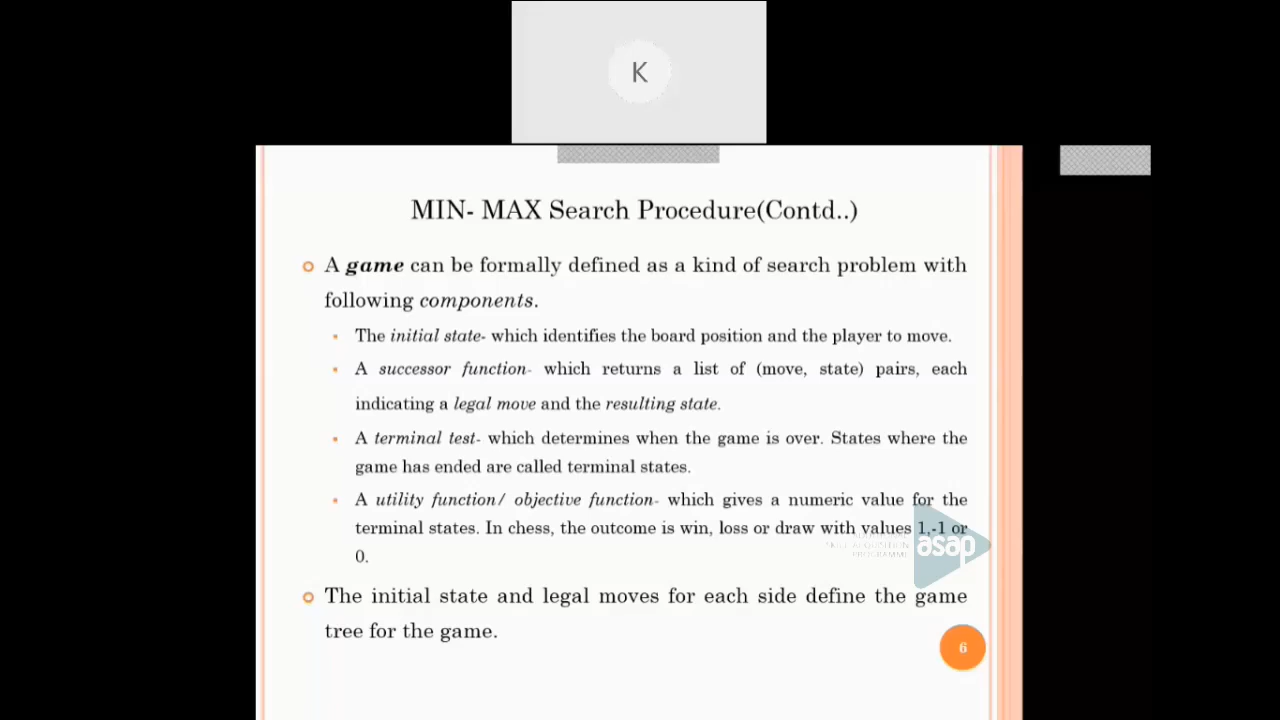 K
MIN- MAX Search Procedure(Contd..)
A game can be formally defined as a kind of search problem with
following components.
The initial state- which identifies the board position and the player to move.
A successor function- which returns a list of (move, state) pairs, each
indicating a legal move and the resulting state.
A terminal test- which determines when the game is over. States where the
game has ended are called terminal states.
A utility function/ objective function- which gives a numeric value for the
terminal states. In chess, the outcome is win, loss or draw with values 1,-1 or
0.
SKILL ACQUISITION
PROGRAMME
asap
The initial state and legal moves for each side define the game
tree for the game.
6